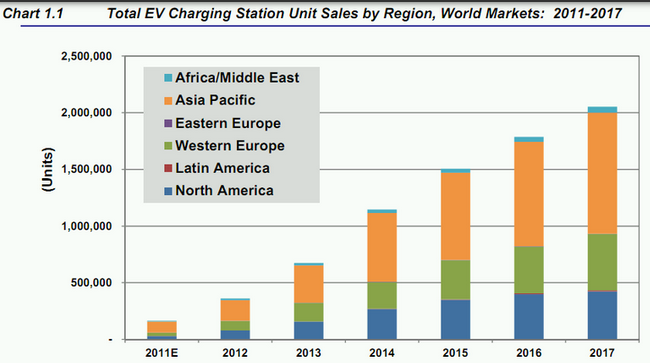 Chart 1.1 Total EV Charging Station Unit Sales by Region, World Markets: 2011-2017
2,500,000
2,000,000
1,500,000
1,000,000
500,000
-
(Units)
Africa/Middle East
Asia Pacific
Eastern Europe
Western Europe
Latin America
North America
2011E 2012 2013 2014 2015 2016 2017